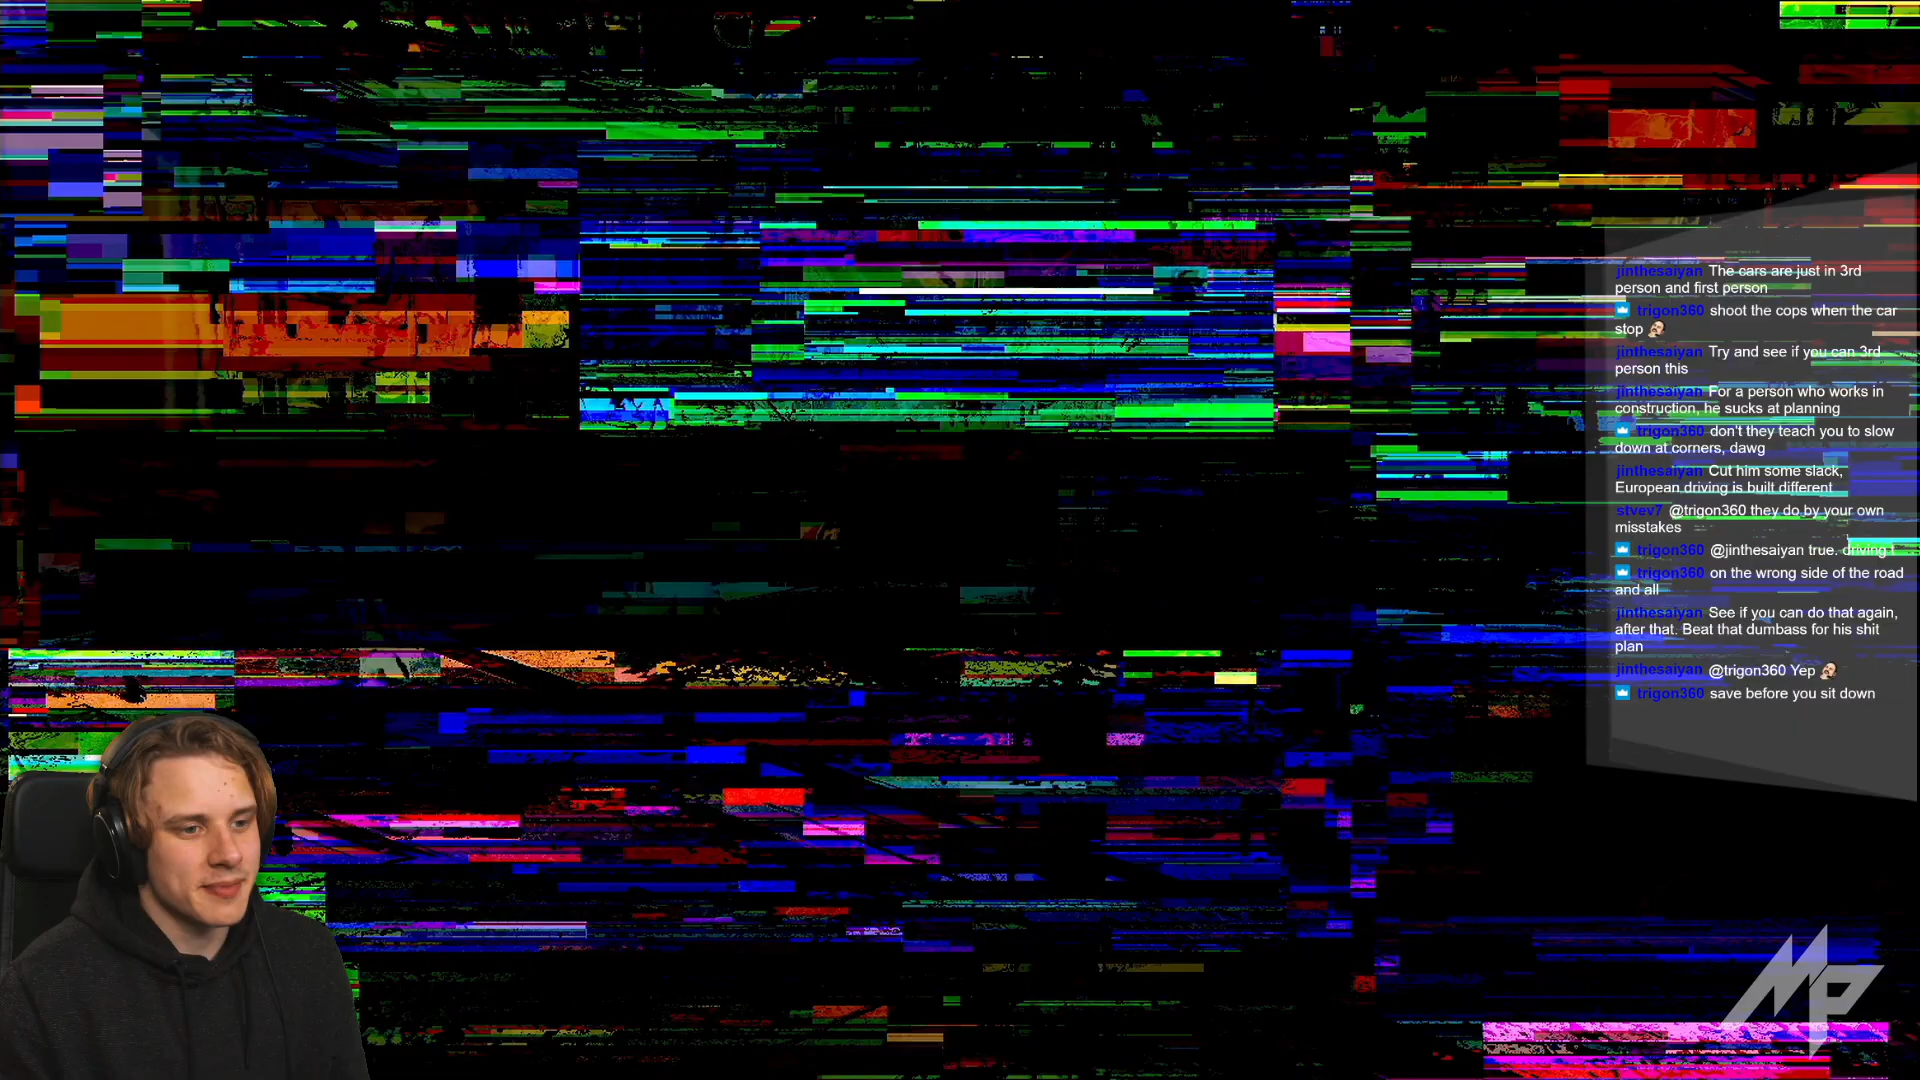 jinthesaiyan The cars are just in 3rd
person and first person
trigon360 shoot the cops when the car
stop
jinthesaiyan Try and see if you can 3rd
person this
jinthesaiyan For a person who works in
construction, he sucks at planning
trigon360 don't they teach you to slow
down at corners, dawg
jinthesaiyan Cut him some slack,
European driving is built different
stvev7 @trigon360 they do by your own
misstakes
trigon360 @jinthesaiyan true. driving t
trigon360 on the wrong side of the road
and all
jinthesaiyan See if you can do that again,
after that. Beat that dumbass for his shit
plan
jinthesaiyan @trigon360 Yep
trigon360 save before you sit down
MP